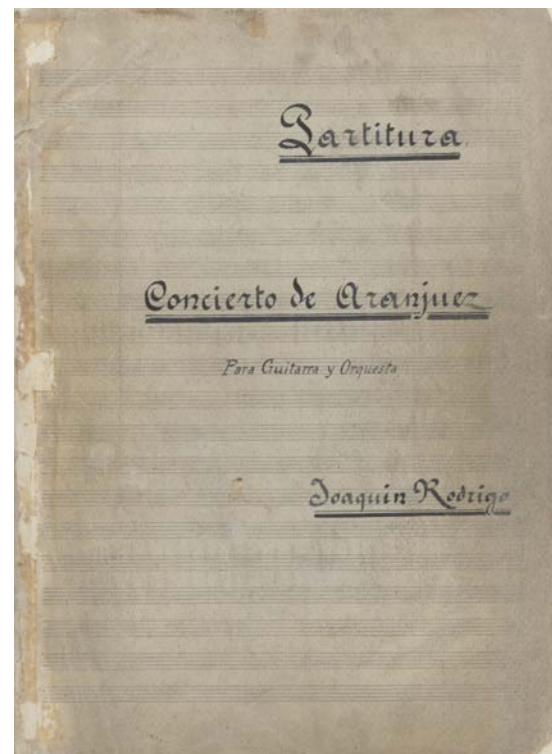 Partitura.
Concierto de Aranjuez
Para Guitarra y Orquesta
Joaquin Rodrigo